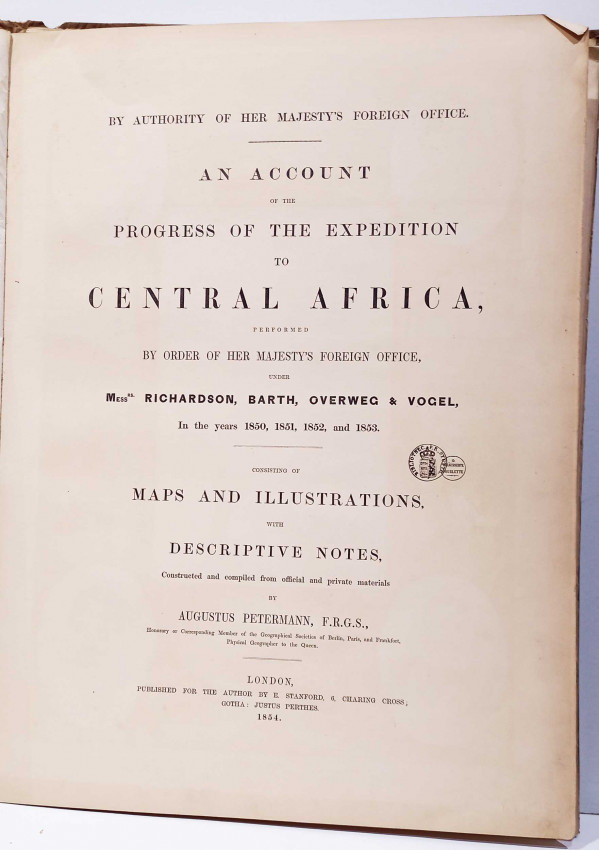 BY AUTHORITY OF HER MAJESTY'S FOREIGN OFFICE.
AN ACCOUNT
OF THE
PROGRESS OF THE EXPEDITION
TO
CENTRAL AFRICA,
PERFORMED
BY ORDER OF HER MAJESTY'S FOREIGN OFFICE,
UNDER
MESSRS. RICHARDSON, BARTH, OVERWEG & VOGEL,
In the years 1850, 1851, 1852, and 1853.
CONSISTING OF
MAPS AND ILLUSTRATIONS,
WITH
DESCRIPTIVE NOTES,
Constructed and compiled from official and private materials
BY
AUGUSTUS PETERMANN, F.R.G.S.,
Honorary or Corresponding Member of the Geographical Societies of Berlin, Paris, and Frankfort,
Physical Geographer to the Queen.
LONDON,
PUBLISHED FOR THE AUTHOR BY E. STANFORD, 6, CHARING CROSS;
GOTHA: JUSTUS PERTHES.
1854.